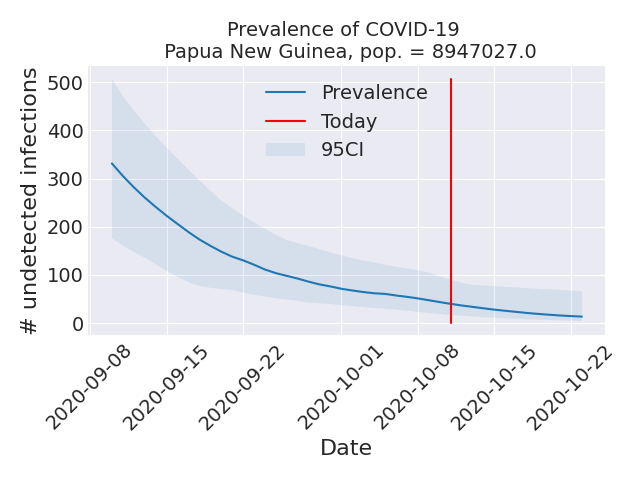 Prevalence of COVID-19
Papua New Guinea, pop. = 8947027.0
# undetected infections
500
400
300
200
100
0
Prevalence
Today
95CI
2020-09-08
2020-09-15
2020-09-22
2020-10-01
2020-10-08
2020-10-15
2020-10-22
Date